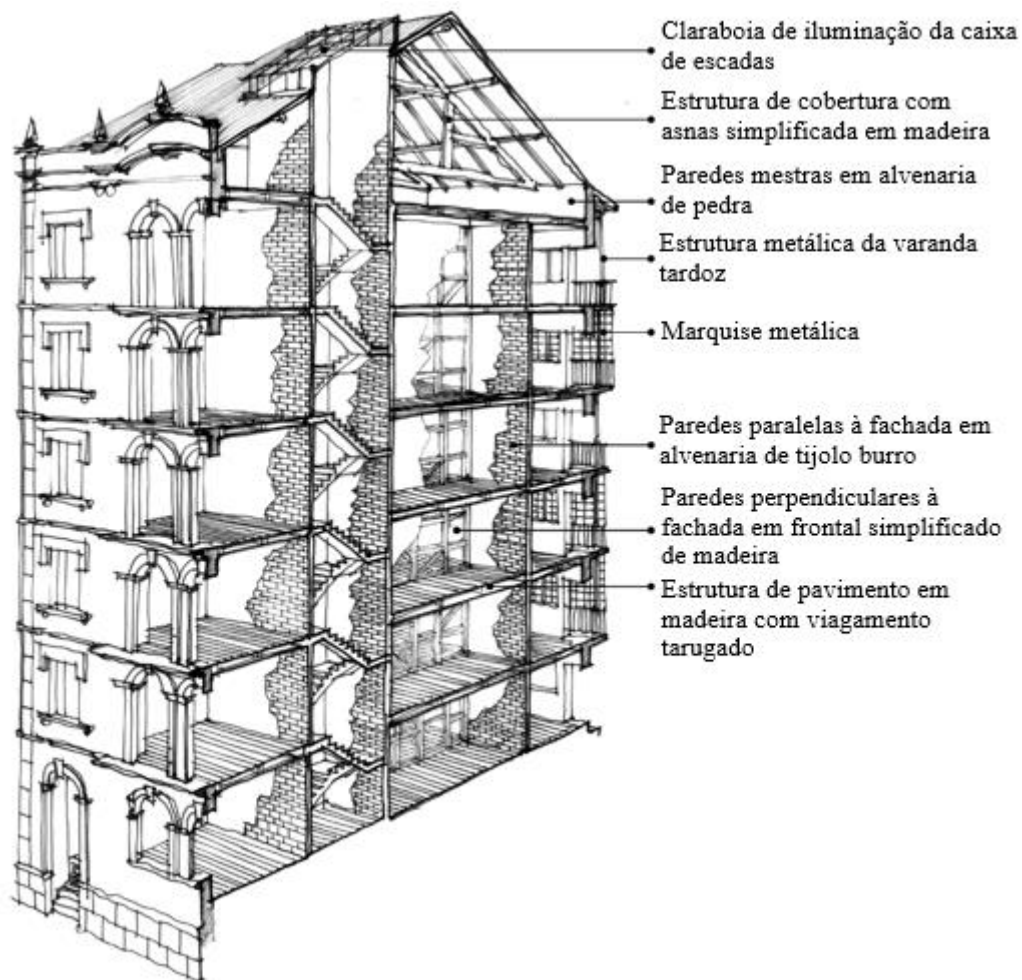 Claraboia de iluminação da caixa
de escadas
Estrutura de cobertura com
asnas simplificada em madeira
Paredes mestras em alvenaria
de pedra
Estrutura metálica da varanda
tardoz
Marquise metálica
Paredes paralelas à fachada em
alvenaria de tijolo burro
Paredes perpendiculares à
fachada em frontal simplificado
de madeira
Estrutura de pavimento em
madeira com viagamento
tarugado